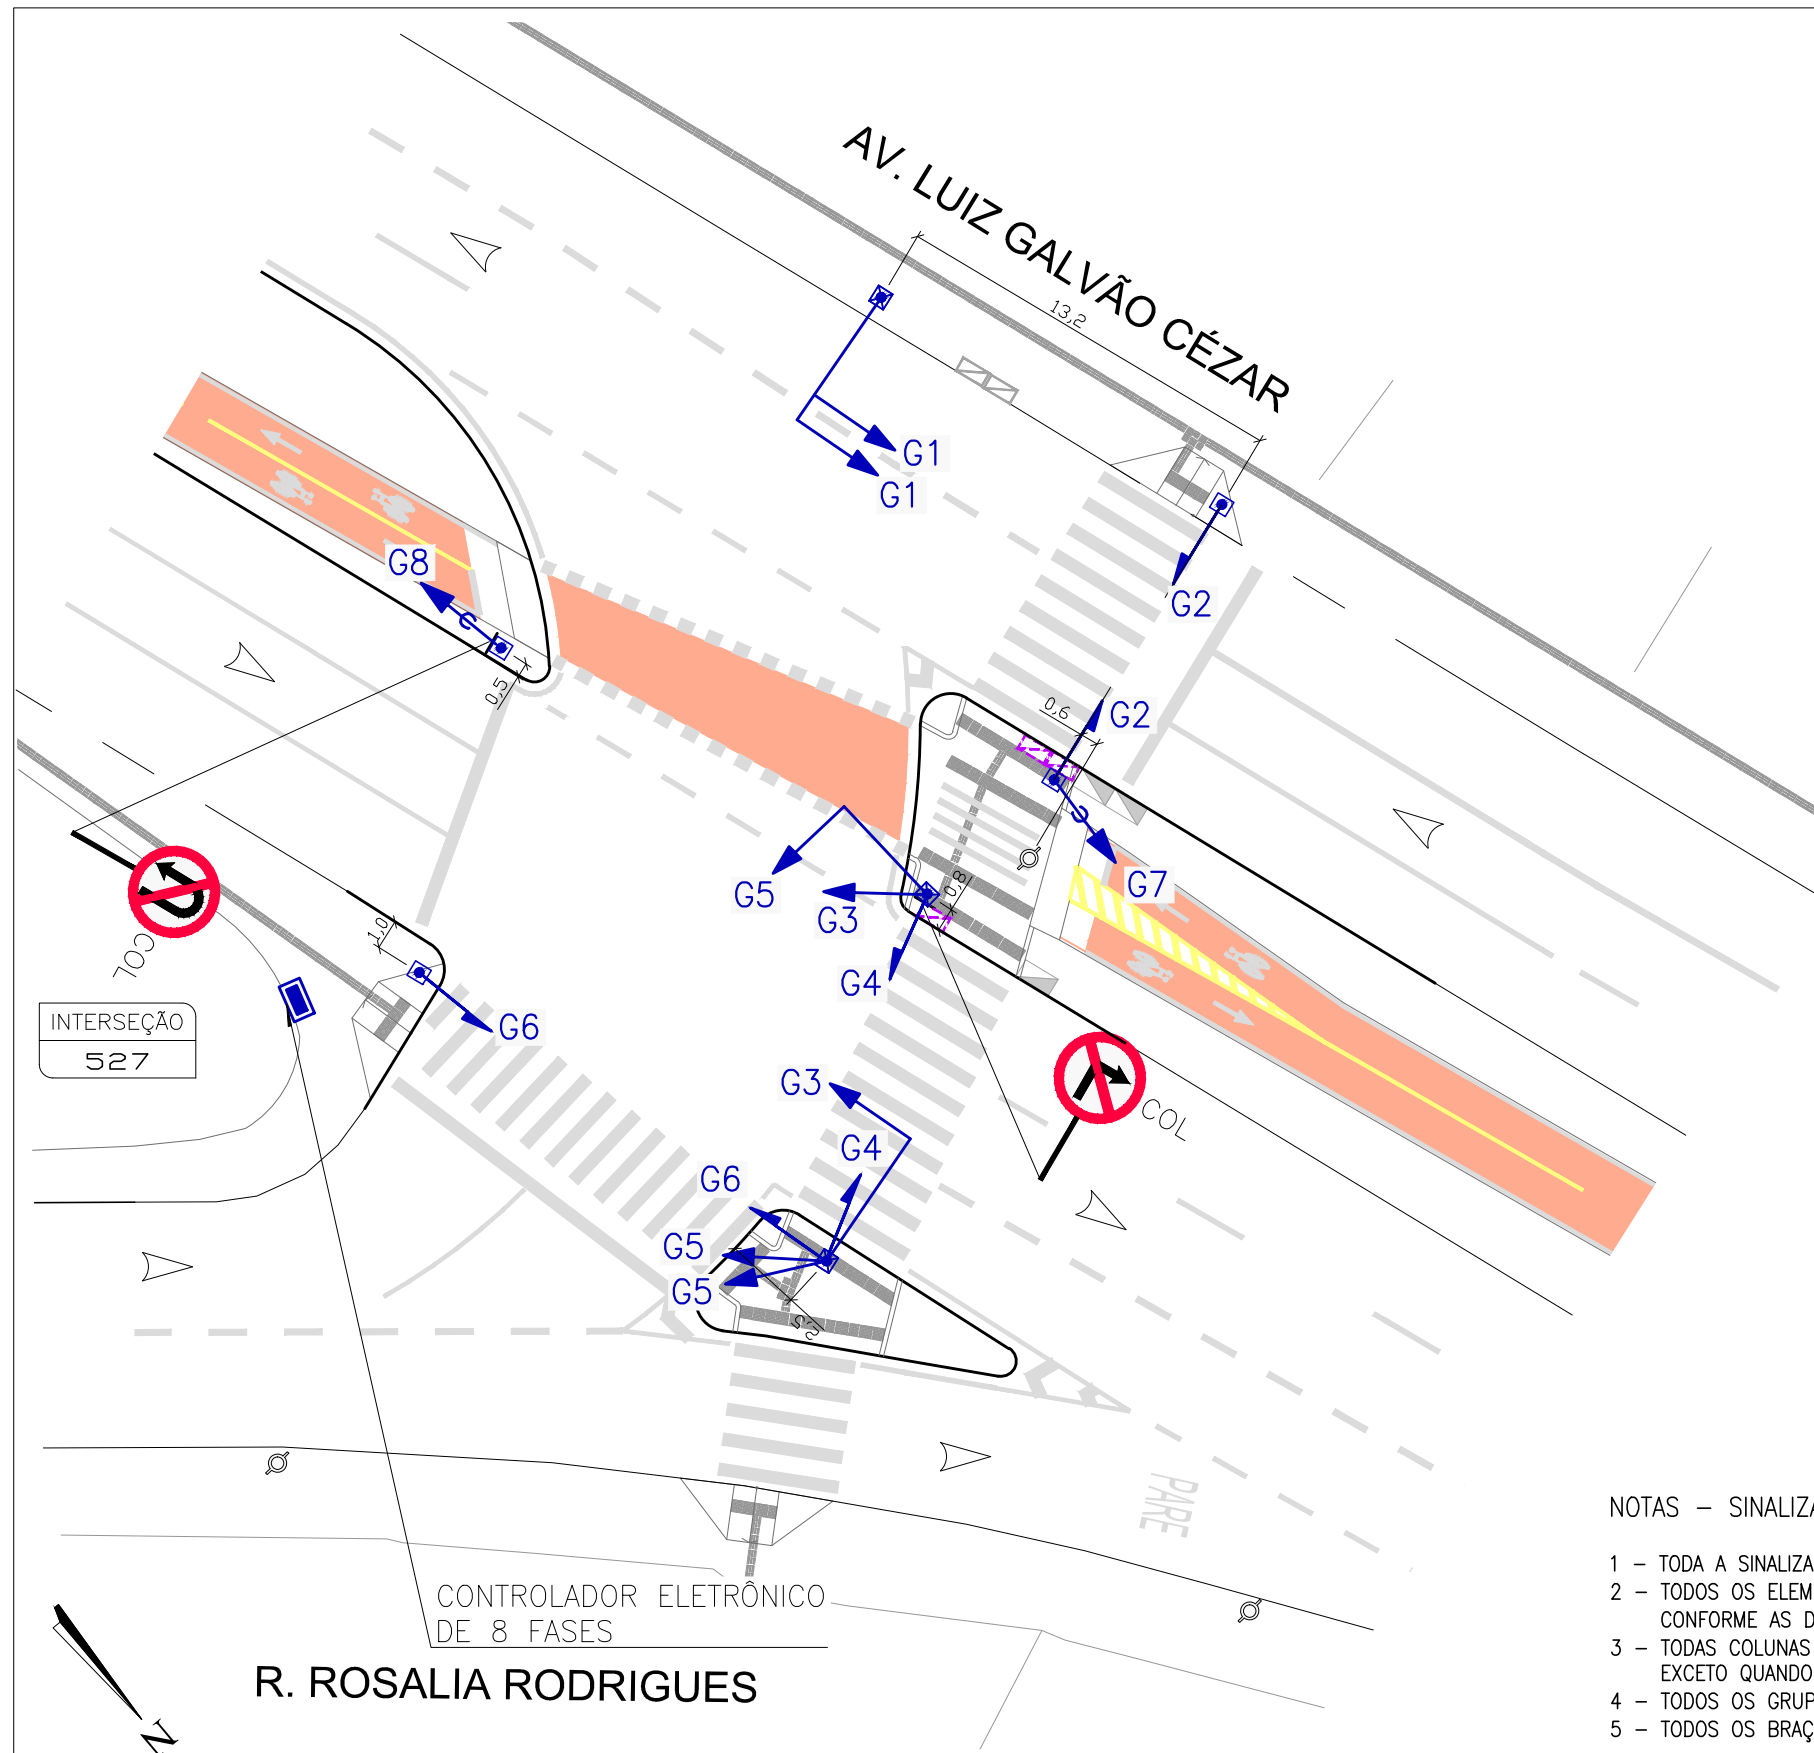 AV. LUIZ GALVÃO CÉZAR
13,2
G1
G1
G2
G8
0,5
0,6
G2
G7
G5
G3
0,8
G4
COL
1,0
G6
INTERSEÇÃO
527
G3
COL
G4
G6
G5
G5
2,5
PARE
CONTROLADOR ELETRÔNICO
DE 8 FASES
R. ROSALIA RODRIGUES
N
NOTAS – SINALIZA
1 – TODA A SINALIZA
2 – TODOS OS ELEM
CONFORME AS D
3 – TODAS COLUNAS
EXCETO QUANDO
4 – TODOS OS GRUP
5 – TODOS OS BRAÇ